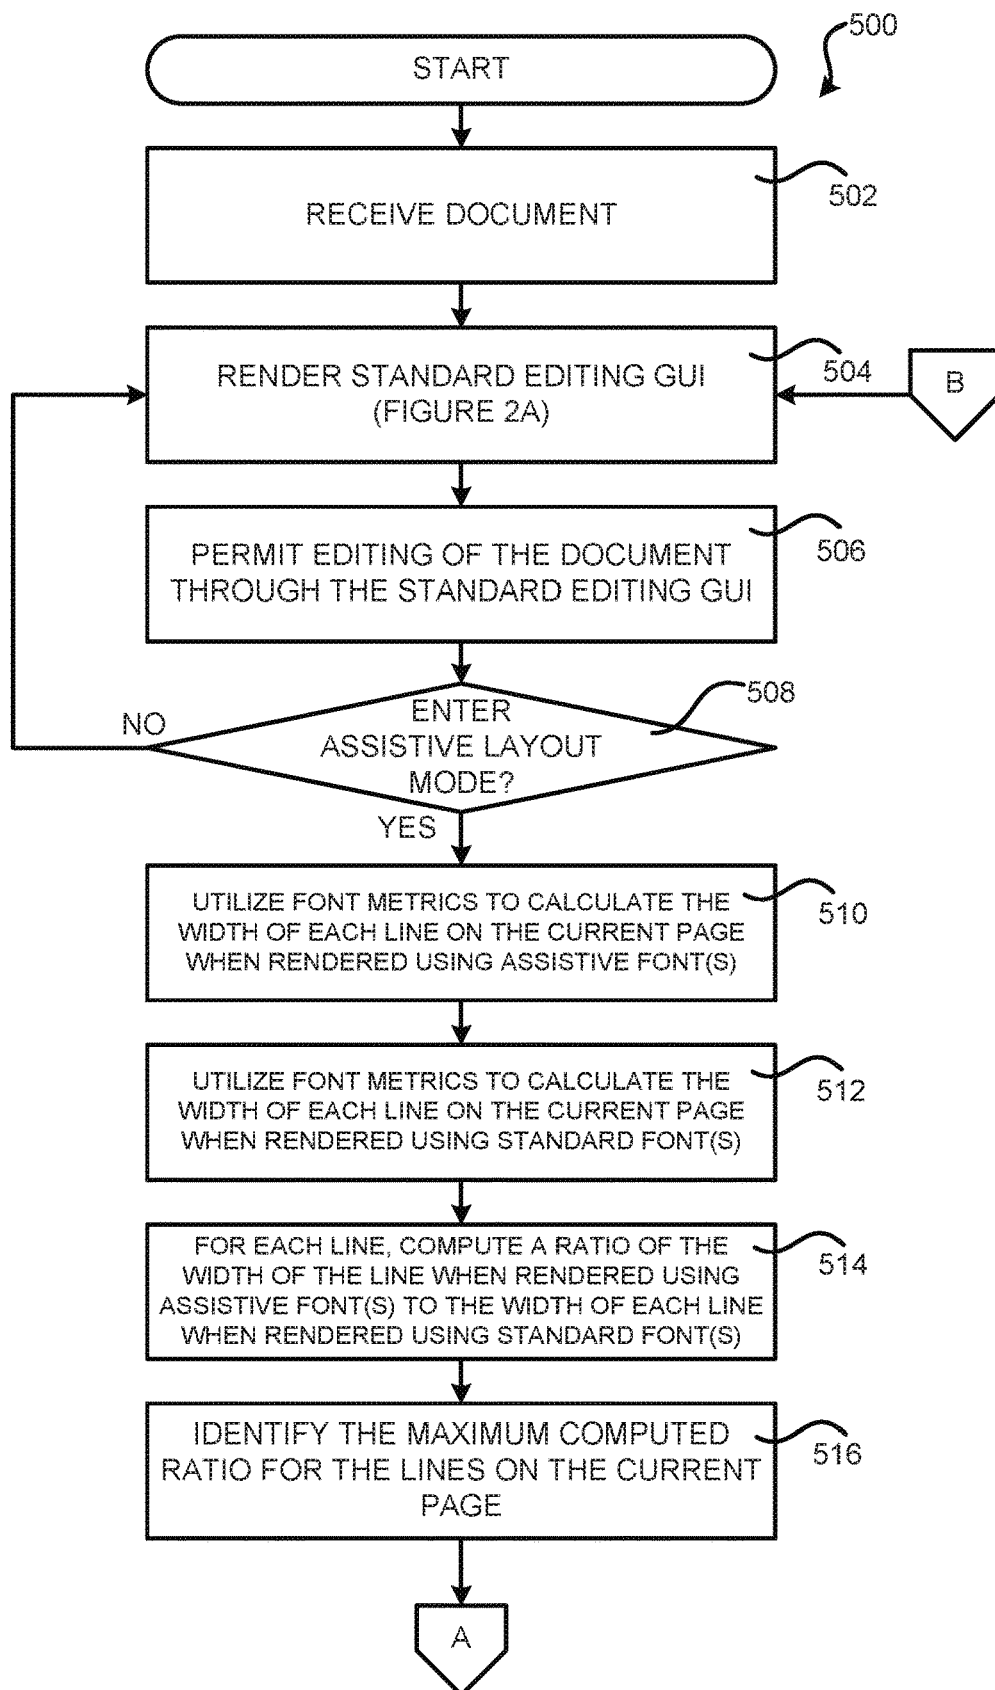 500
START
502
RECEIVE DOCUMENT
504
RENDER STANDARD EDITING GUI
(FIGURE 2A)
B
506
PERMIT EDITING OF THE DOCUMENT
THROUGH THE STANDARD EDITING GUI
508
ENTER
ASSISTIVE LAYOUT
MODE?
NO
YES
510
UTILIZE FONT METRICS TO CALCULATE THE
WIDTH OF EACH LINE ON THE CURRENT PAGE
WHEN RENDERED USING ASSISTIVE FONT(S)
512
UTILIZE FONT METRICS TO CALCULATE THE
WIDTH OF EACH LINE ON THE CURRENT PAGE
WHEN RENDERED USING STANDARD FONT(S)
514
FOR EACH LINE, COMPUTE A RATIO OF THE
WIDTH OF THE LINE WHEN RENDERED USING
ASSISTIVE FONT(S) TO THE WIDTH OF EACH LINE
WHEN RENDERED USING STANDARD FONT(S)
516
IDENTIFY THE MAXIMUM COMPUTED
RATIO FOR THE LINES ON THE CURRENT
PAGE
A